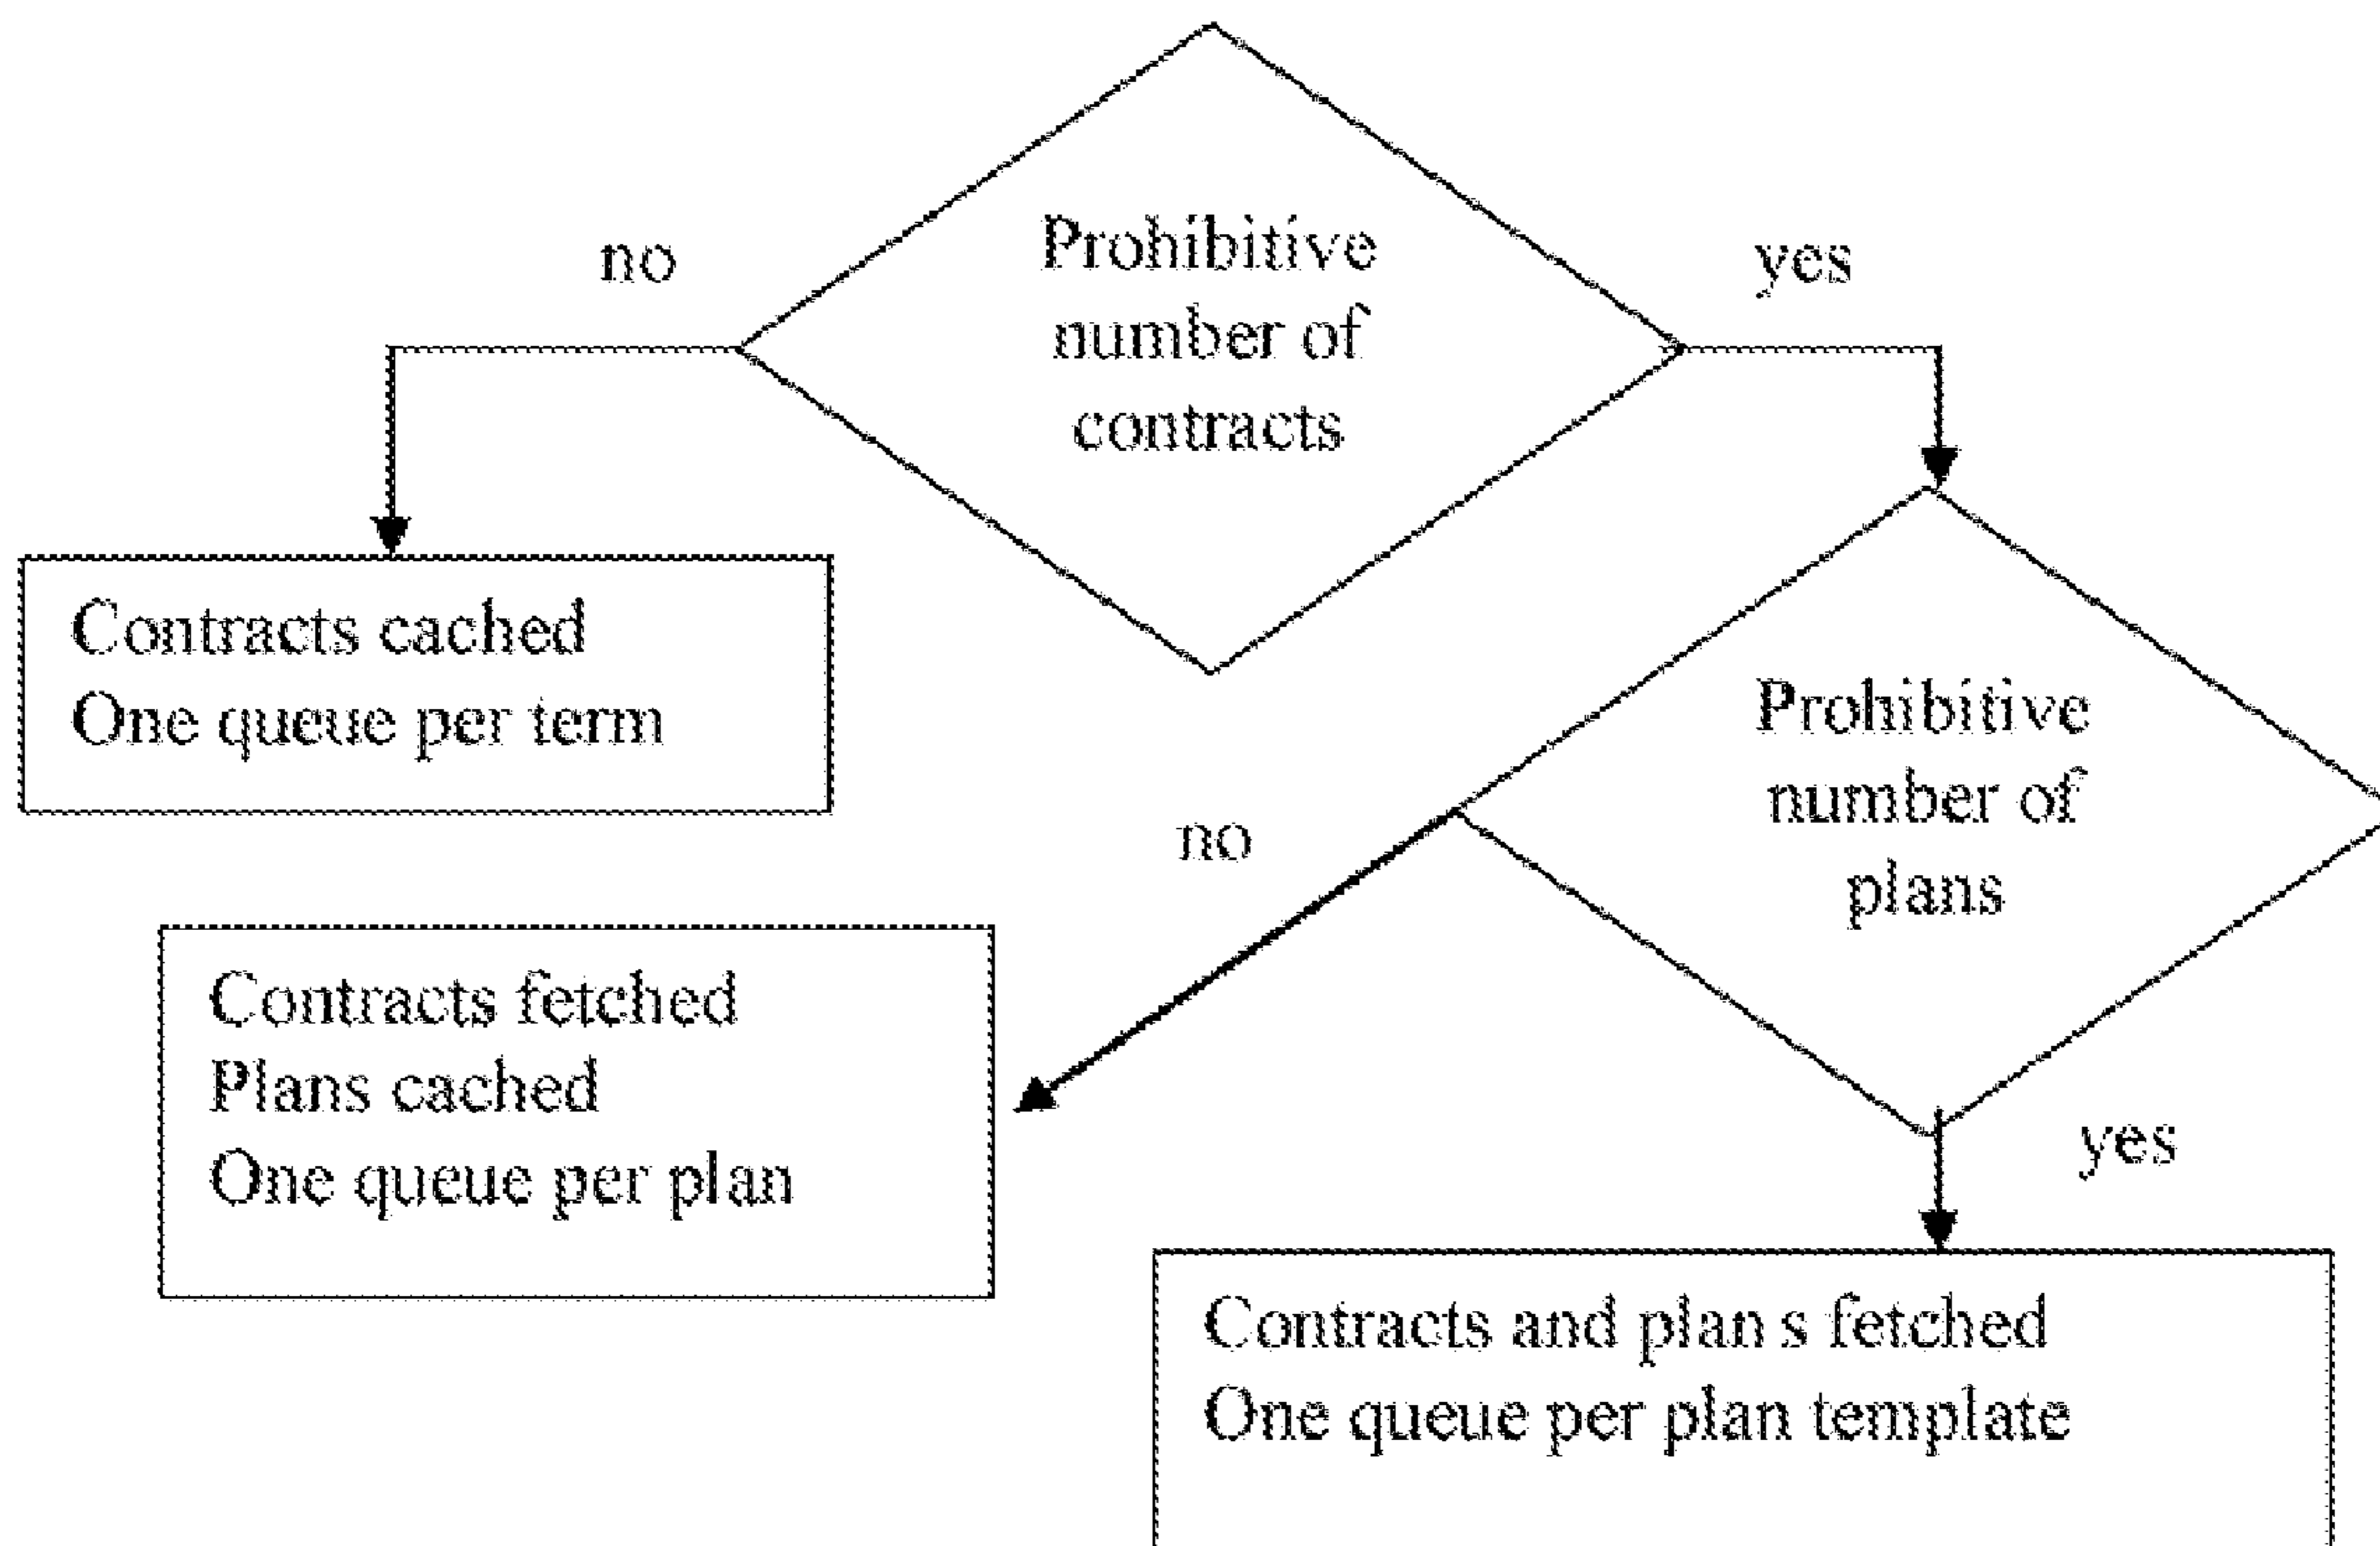 no
Prohibitive
number of
contracts
yes
Contracts cached
One queue per term
Prohibitive
number of
plans
no
yes
Contracts fetched
Plans cached
One queue per plan
Contracts and plan s fetched
One queue per plan template